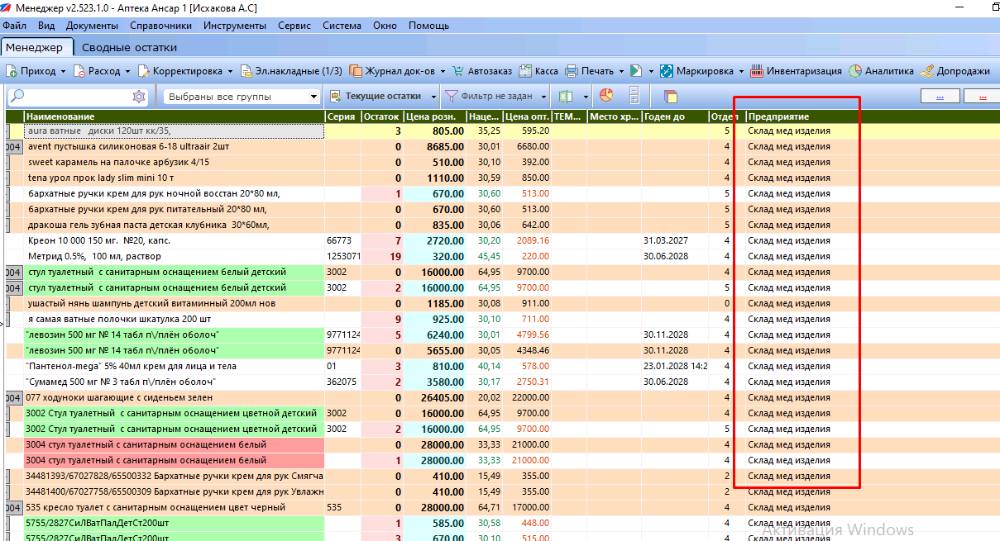 Менеджер v2.523.1.0 - Аптека Ансар 1 [Исхакова А.С]
Файл Вид Документы Справочники Инструменты Сервис Система Окно Помощь
Менеджер Сводные остатки
Приход Расход Корректировка Эл.накладные (1/3) Журнал док-ов Автозаказ Касса Печать Маркировка Инвентаризация Аналитика Допродажи
Выбраны все группы Текущие остатки Фильтр не задан ... ...
Наименование Серия Остаток Цена розн. Наце... Цена опт. ТЕМ... Место хр... Годен до Отдел Предприятие
aura ватные диски 120шт кк/35, 3 805.00 35,25 595.20 5 Склад мед изделия
004 avent пустышка силиконовая 6-18 ultraair 2шт 0 8685.00 30,01 6680.00 4 Склад мед изделия
sweet карамель на палочке арбузик 4/15 0 510.00 30,10 392.00 4 Склад мед изделия
tena урол прок lady slim mini 10 т 0 1110.00 30,59 850.00 4 Склад мед изделия
бархатные ручки крем для рук ночной восстан 20*80 мл, 1 670.00 30,60 513.00 5 Склад мед изделия
бархатные ручки крем для рук питательный 20*80 мл, 0 670.00 30,60 513.00 5 Склад мед изделия
дракоша гель зубная паста детская клубника 30*60мл, 0 835.00 30,06 642.00 5 Склад мед изделия
Креон 10 000 150 мг. №20, капс. 66773 7 2720.00 30,20 2089.16 31.03.2027 4 Склад мед изделия
Метрид 0.5%, 100 мл, раствор 1253071 19 320.00 45,45 220.00 30.06.2028 4 Склад мед изделия
004 стул туалетный с санитарным оснащением белый детский 3002 0 16000.00 64,95 9700.00 4 Склад мед изделия
004 стул туалетный с санитарным оснащением белый детский 3002 2 16000.00 64,95 9700.00 5 Склад мед изделия
ушастый нянь шампунь детский витаминный 200мл нов 0 1185.00 30,08 911.00 0 Склад мед изделия
я самая ватные полочки шкатулка 200 шт 9 925.00 30,10 711.00 4 Склад мед изделия
"левозин 500 мг № 14 табл п\/плён оболоч" 9771124 5 6240.00 30,01 4799.56 30.11.2028 4 Склад мед изделия
"левозин 500 мг № 14 табл п\/плён оболоч" 9771124 0 5655.00 30,05 4348.46 30.11.2028 4 Склад мед изделия
"Пантенол-mega" 5% 40мл крем для лица и тела 01 3 810.00 40,14 578.00 23.01.2028 14:2 4 Склад мед изделия
"Сумамед 500 мг № 3 табл п\/плён оболоч" 362075 2 3580.00 30,17 2750.31 30.06.2028 4 Склад мед изделия
004 077 ходуноки шагающие с сиденьем зелен 0 26405.00 20,02 22000.00 4 Склад мед изделия
3002 Стул туалетный с санитарным оснащением цветной детский 3002 0 16000.00 64,95 9700.00 4 Склад мед изделия
3002 Стул туалетный с санитарным оснащением цветной детский 3002 2 16000.00 64,95 9700.00 5 Склад мед изделия
3004 стул туалетный с санитарным оснащением белый 0 28000.00 33,33 21000.00 4 Склад мед изделия
3004 стул туалетный с санитарным оснащением белый 1 28000.00 33,33 21000.00 4 Склад мед изделия
34481393/67027828/65500332 Бархатные ручки крем для рук Смягча 0 410.00 15,49 355.00 2 Склад мед изделия
34481400/67027758/65500309 Бархатные ручки крем для рук Увлажн 0 410.00 15,49 355.00 2 Склад мед изделия
004 535 кресло туалет с санитарным оснащением цвет черный 535 0 28000.00 64,71 17000.00 4 Склад мед изделия
5755/2827СиЛВатПалДетСт200шт 1 585.00 30,58 448.00 4 Склад мед изделия
5755/2827СиЛВатПалДетСт200шт 3 670.00 30,10 515.00 4 Склад мед изделия
Активация Windows